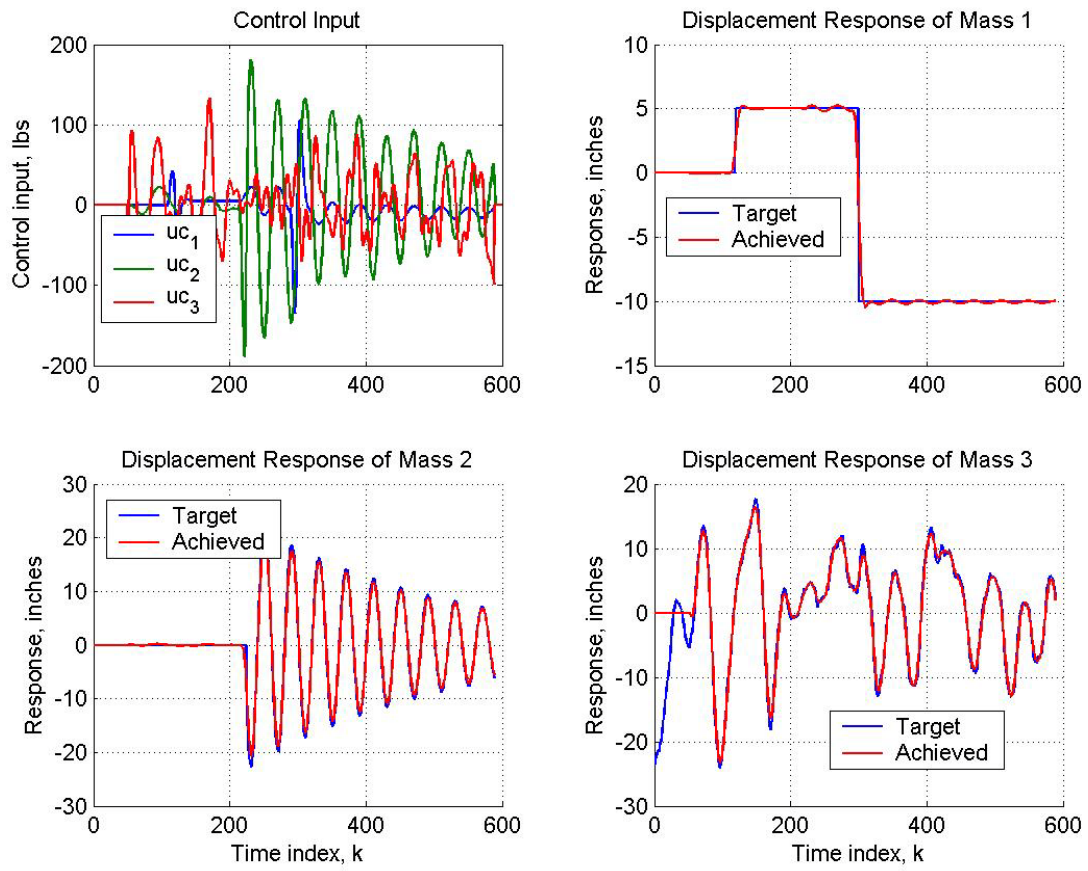 Control Input
Control input, lbs
200
100
0
-100
-200
0
200
400
600
uc1
uc2
uc3
Displacement Response of Mass 1
Response, inches
10
5
0
-5
-10
-15
0
200
400
600
Target
Achieved
Displacement Response of Mass 2
Response, inches
30
20
10
0
-10
-20
-30
0
200
400
600
Time index, k
Target
Achieved
Displacement Response of Mass 3
Response, inches
20
10
0
-10
-20
-30
0
200
400
600
Time index, k
Target
Achieved